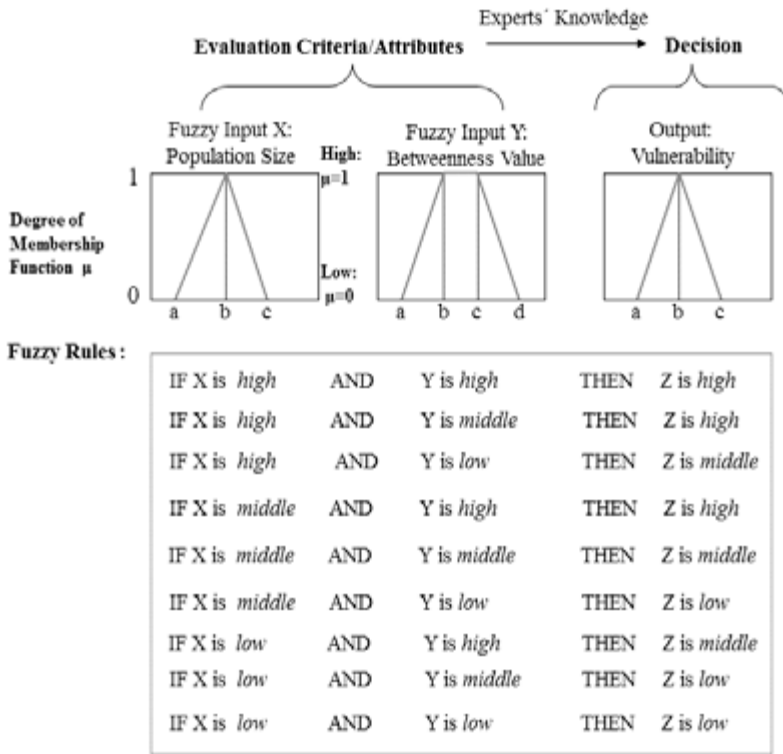 Experts´ Knowledge
Evaluation Criteria/Attributes
Decision
Fuzzy Input X:
Population Size
High:
μ=1
Fuzzy Input Y:
Betweenness Value
Output:
Vulnerability
1
Degree of
Membership
Function μ
0
Low:
μ=0
a b c
a b c d
a b c
Fuzzy Rules :
IF X is high AND Y is high THEN Z is high
IF X is high AND Y is middle THEN Z is high
IF X is high AND Y is low THEN Z is middle
IF X is middle AND Y is high THEN Z is high
IF X is middle AND Y is middle THEN Z is middle
IF X is middle AND Y is low THEN Z is low
IF X is low AND Y is high THEN Z is middle
IF X is low AND Y is middle THEN Z is low
IF X is low AND Y is low THEN Z is low